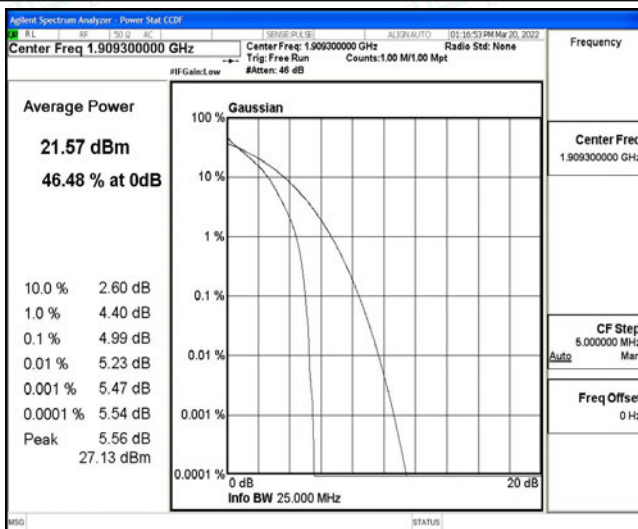 Agilent Spectrum Analyzer - Power Stat CCDF
RL RF 50 Ω AC SENSE:PULSE ALIGN AUTO 01:16:53 PM Mar 20, 2022
Center Freq 1.909300000 GHz
Center Freq: 1.909300000 GHz Radio Std: None
Trig: Free Run Counts:1.00 M/1.00 Mpt
#IFGain:Low #Atten: 46 dB
Frequency
Average Power
21.57 dBm
46.48 % at 0dB
10.0 % 2.60 dB
1.0 % 4.40 dB
0.1 % 4.99 dB
0.01 % 5.23 dB
0.001 % 5.47 dB
0.0001 % 5.54 dB
Peak 5.56 dB
27.13 dBm
Gaussian
100 %
10 %
1 %
0.1 %
0.01 %
0.001 %
0.0001 %
0 dB 20 dB
Info BW 25.000 MHz
Center Freq
1.909300000 GHz
CF Step
5.000000 MHz
Auto Man
Freq Offset
0 Hz
MSG STATUS